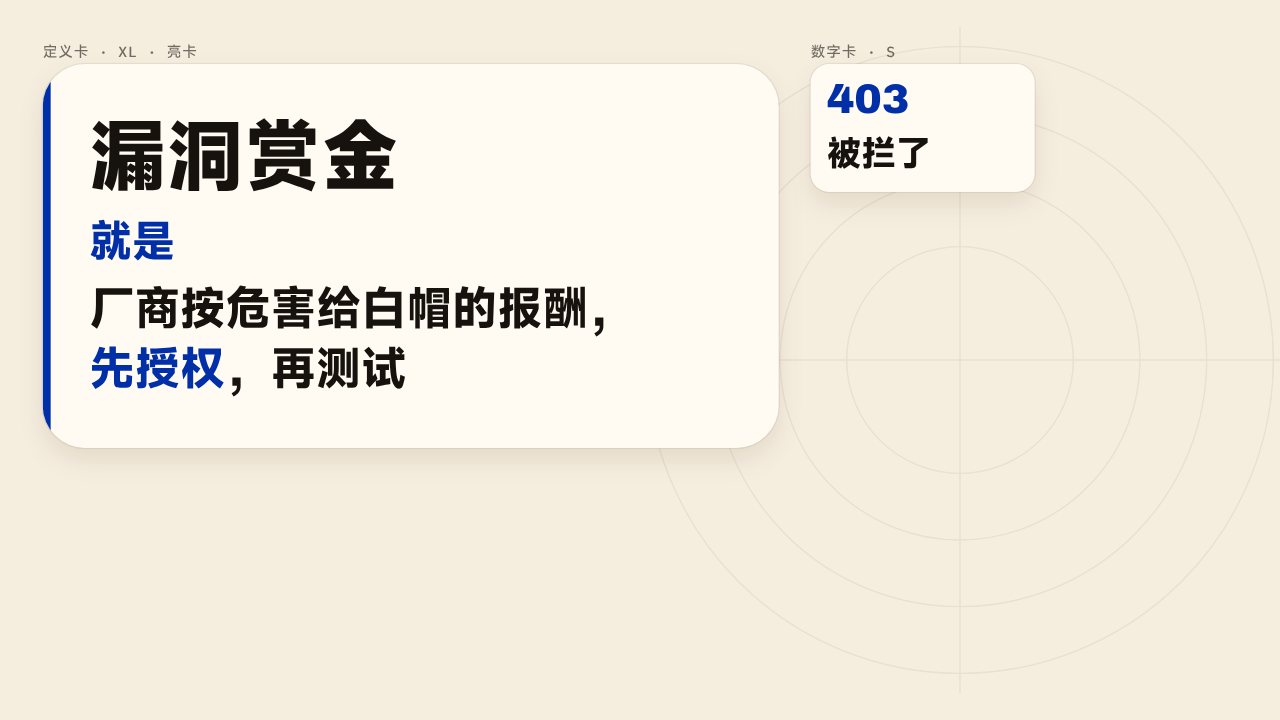 定义卡 · XL · 亮卡
漏洞赏金
就是
厂商按危害给白帽的报酬，
先授权，再测试
数字卡 · S
403
被拦了